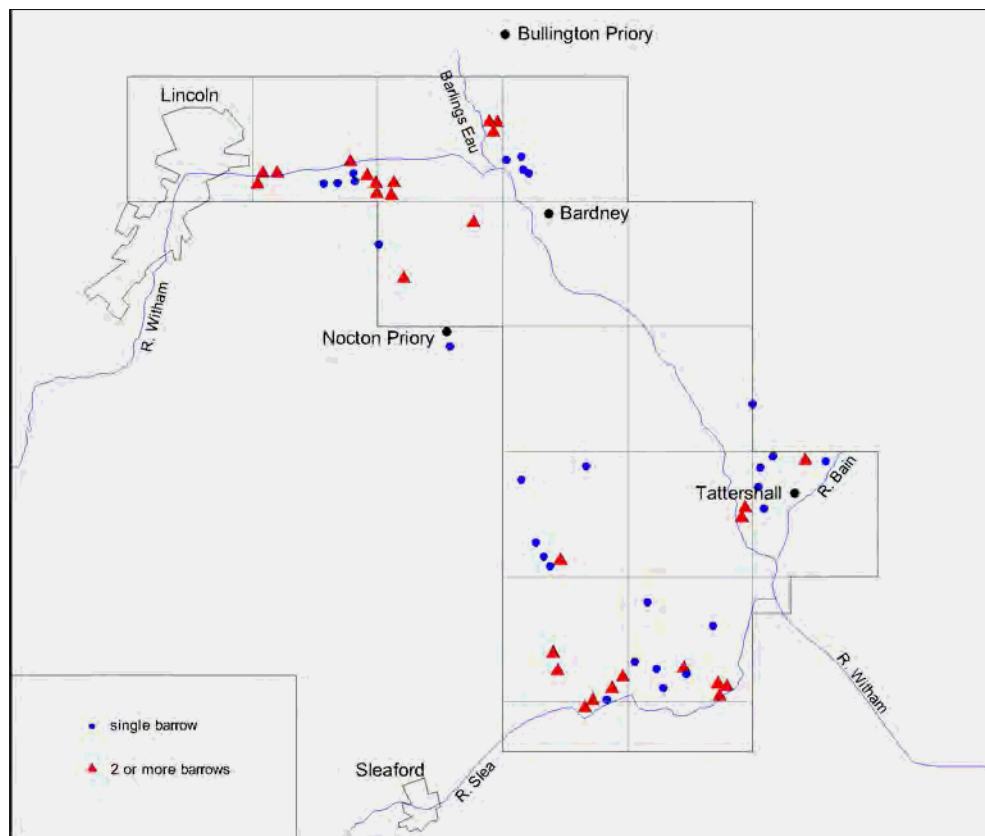 Bullington Priory
Lincoln
Barlings Eau
Bardney
R. Witham
Nocton Priory
Tattershall
R. Bain
R. Witham
single barrow
2 or more barrows
Sleaford
R. Slea